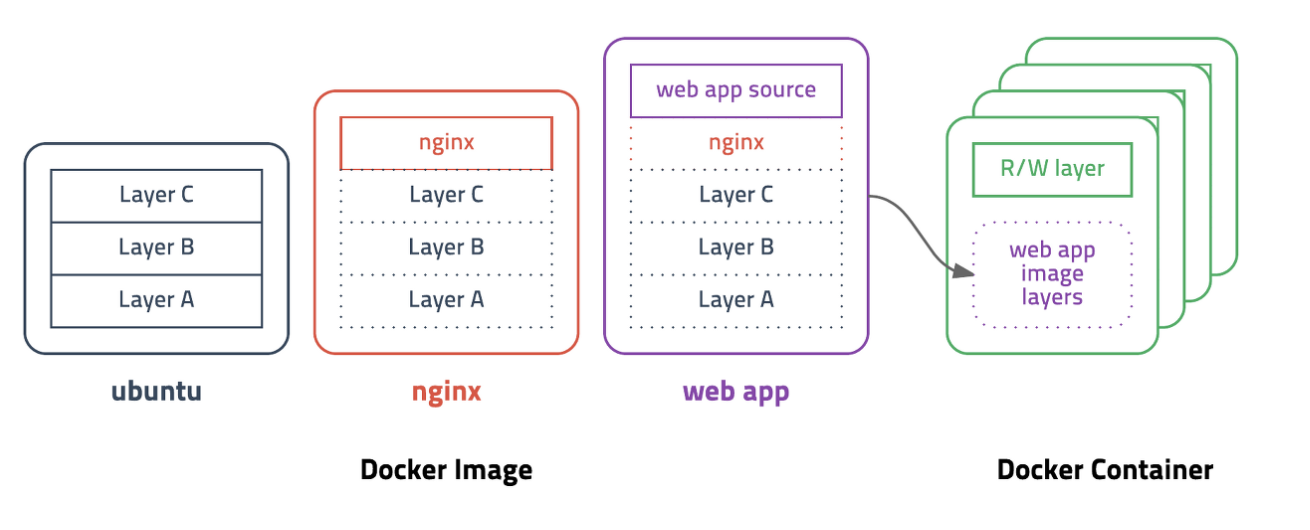 Layer C
Layer B
Layer A
ubuntu
nginx
Layer C
Layer B
Layer A
nginx
web app source
nginx
Layer C
Layer B
Layer A
web app
Docker Image
R/W layer
web app
image
layers
Docker Container